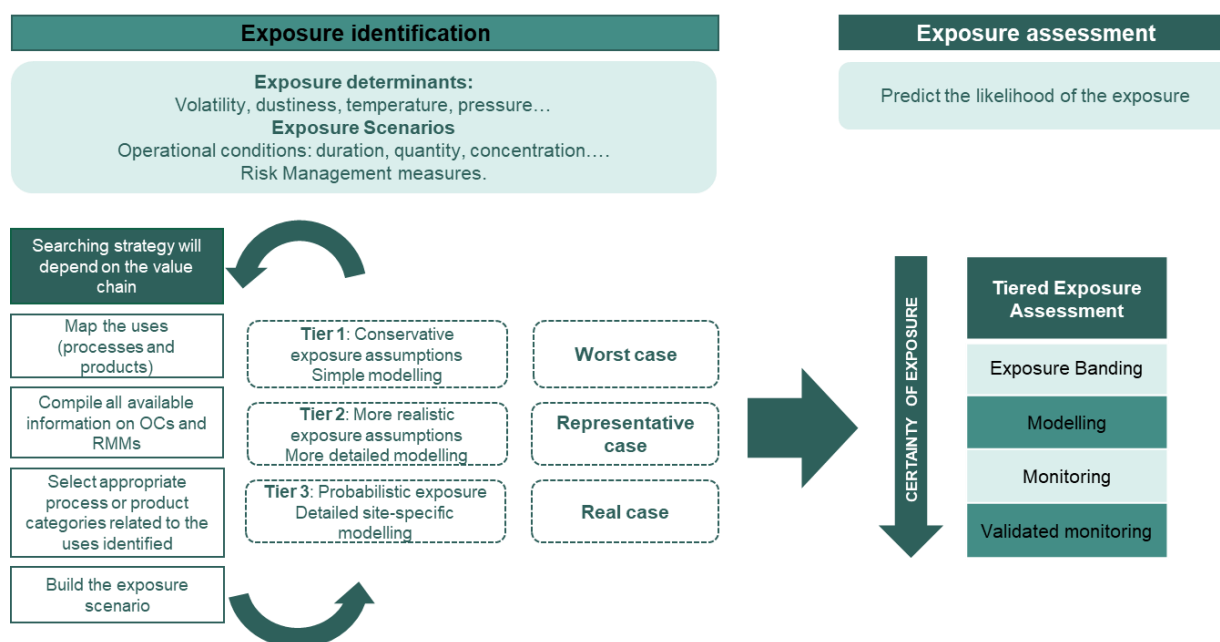 Exposure identification
Exposure assessment
Exposure determinants:
Volatility, dustiness, temperature, pressure…
Exposure Scenarios
Operational conditions: duration, quantity, concentration….
Risk Management measures.
Predict the likelihood of the exposure
Searching strategy will
depend on the value
chain
Map the uses
(processes and
products)
Compile all available
information on OCs and
RMMs
Select appropriate
process or product
categories related to the
uses identified
Build the exposure
scenario
Tier 1: Conservative
exposure assumptions
Simple modelling
Worst case
Tier 2: More realistic
exposure assumptions
More detailed modelling
Representative
case
Tier 3: Probabilistic exposure
Detailed site-specific
modelling
Real case
CERTAINTY OF EXPOSURE
Tiered Exposure
Assessment
Exposure Banding
Modelling
Monitoring
Validated monitoring